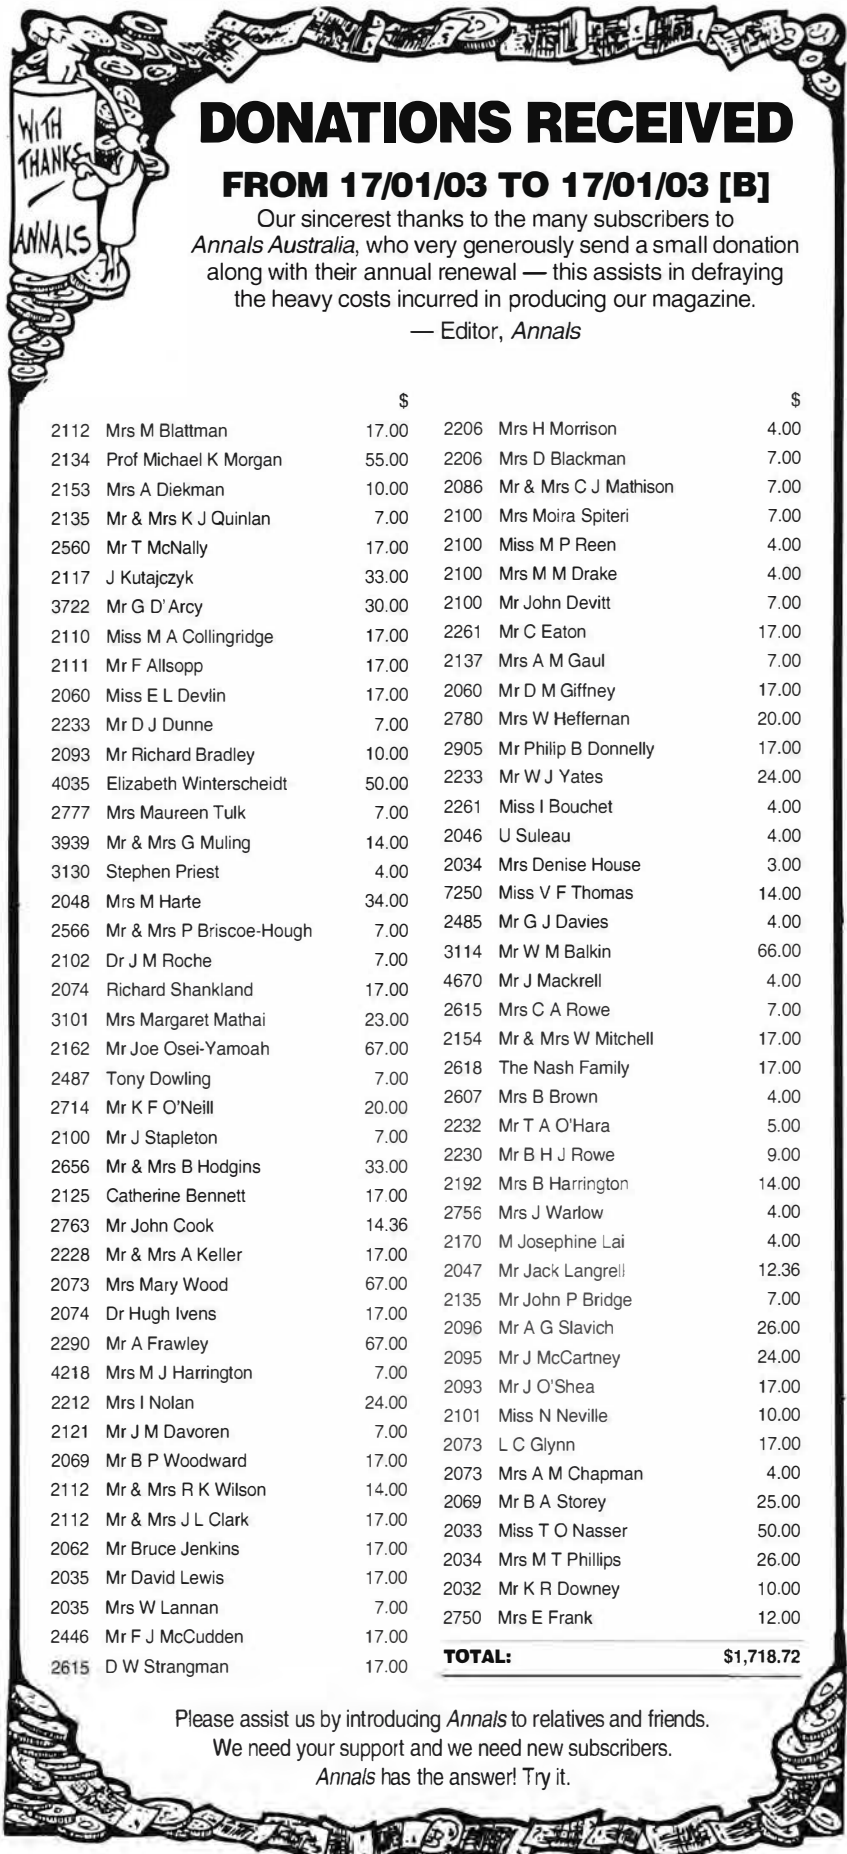 WITH
THANKS
—
ANNALS
DONATIONS RECEIVED
FROM 17/01/03 TO 17/01/03 [B]
Our sincerest thanks to the many subscribers to
Annals Australia, who very generously send a small donation
along with their annual renewal — this assists in defraying
the heavy costs incurred in producing our magazine.
— Editor, Annals
$
2112 Mrs M Blattman 17.00
2134 Prof Michael K Morgan 55.00
2153 Mrs A Diekman 10.00
2135 Mr & Mrs K J Quinlan 7.00
2560 Mr T McNally 17.00
2117 J Kutajczyk 33.00
3722 Mr G D'Arcy 30.00
2110 Miss M A Collingridge 17.00
2111 Mr F Allsopp 17.00
2060 Miss E L Devlin 17.00
2233 Mr D J Dunne 7.00
2093 Mr Richard Bradley 10.00
4035 Elizabeth Winterscheidt 50.00
2777 Mrs Maureen Tulk 7.00
3939 Mr & Mrs G Muling 14.00
3130 Stephen Priest 4.00
2048 Mrs M Harte 34.00
2566 Mr & Mrs P Briscoe-Hough 7.00
2102 Dr J M Roche 7.00
2074 Richard Shankland 17.00
3101 Mrs Margaret Mathai 23.00
2162 Mr Joe Osei-Yamoah 67.00
2487 Tony Dowling 7.00
2714 Mr K F O'Neill 20.00
2100 Mr J Stapleton 7.00
2656 Mr & Mrs B Hodgins 33.00
2125 Catherine Bennett 17.00
2763 Mr John Cook 14.36
2228 Mr & Mrs A Keller 17.00
2073 Mrs Mary Wood 67.00
2074 Dr Hugh Ivens 17.00
2290 Mr A Frawley 67.00
4218 Mrs M J Harrington 7.00
2212 Mrs I Nolan 24.00
2121 Mr J M Davoren 7.00
2069 Mr B P Woodward 17.00
2112 Mr & Mrs R K Wilson 14.00
2112 Mr & Mrs J L Clark 17.00
2062 Mr Bruce Jenkins 17.00
2035 Mr David Lewis 17.00
2035 Mrs W Lannan 7.00
2446 Mr F J McCudden 17.00
2615 D W Strangman 17.00
$
2206 Mrs H Morrison 4.00
2206 Mrs D Blackman 7.00
2086 Mr & Mrs C J Mathison 7.00
2100 Mrs Moira Spiteri 7.00
2100 Miss M P Reen 4.00
2100 Mrs M M Drake 4.00
2100 Mr John Devitt 7.00
2261 Mr C Eaton 17.00
2137 Mrs A M Gaul 7.00
2060 Mr D M Giffney 17.00
2780 Mrs W Heffernan 20.00
2905 Mr Philip B Donnelly 17.00
2233 Mr W J Yates 24.00
2261 Miss I Bouchet 4.00
2046 U Suleau 4.00
2034 Mrs Denise House 3.00
7250 Miss V F Thomas 14.00
2485 Mr G J Davies 4.00
3114 Mr W M Balkin 66.00
4670 Mr J Mackrell 4.00
2615 Mrs C A Rowe 7.00
2154 Mr & Mrs W Mitchell 17.00
2618 The Nash Family 17.00
2607 Mrs B Brown 4.00
2232 Mr T A O'Hara 5.00
2230 Mr B H J Rowe 9.00
2192 Mrs B Harrington 14.00
2756 Mrs J Warlow 4.00
2170 M Josephine Lai 4.00
2047 Mr Jack Langrell 12.36
2135 Mr John P Bridge 7.00
2096 Mr A G Slavich 26.00
2095 Mr J McCartney 24.00
2093 Mr J O'Shea 17.00
2101 Miss N Neville 10.00
2073 L C Glynn 17.00
2073 Mrs A M Chapman 4.00
2069 Mr B A Storey 25.00
2033 Miss T O Nasser 50.00
2034 Mrs M T Phillips 26.00
2032 Mr K R Downey 10.00
2750 Mrs E Frank 12.00
TOTAL: $1,718.72
Please assist us by introducing Annals to relatives and friends.
We need your support and we need new subscribers.
Annals has the answer! Try it.